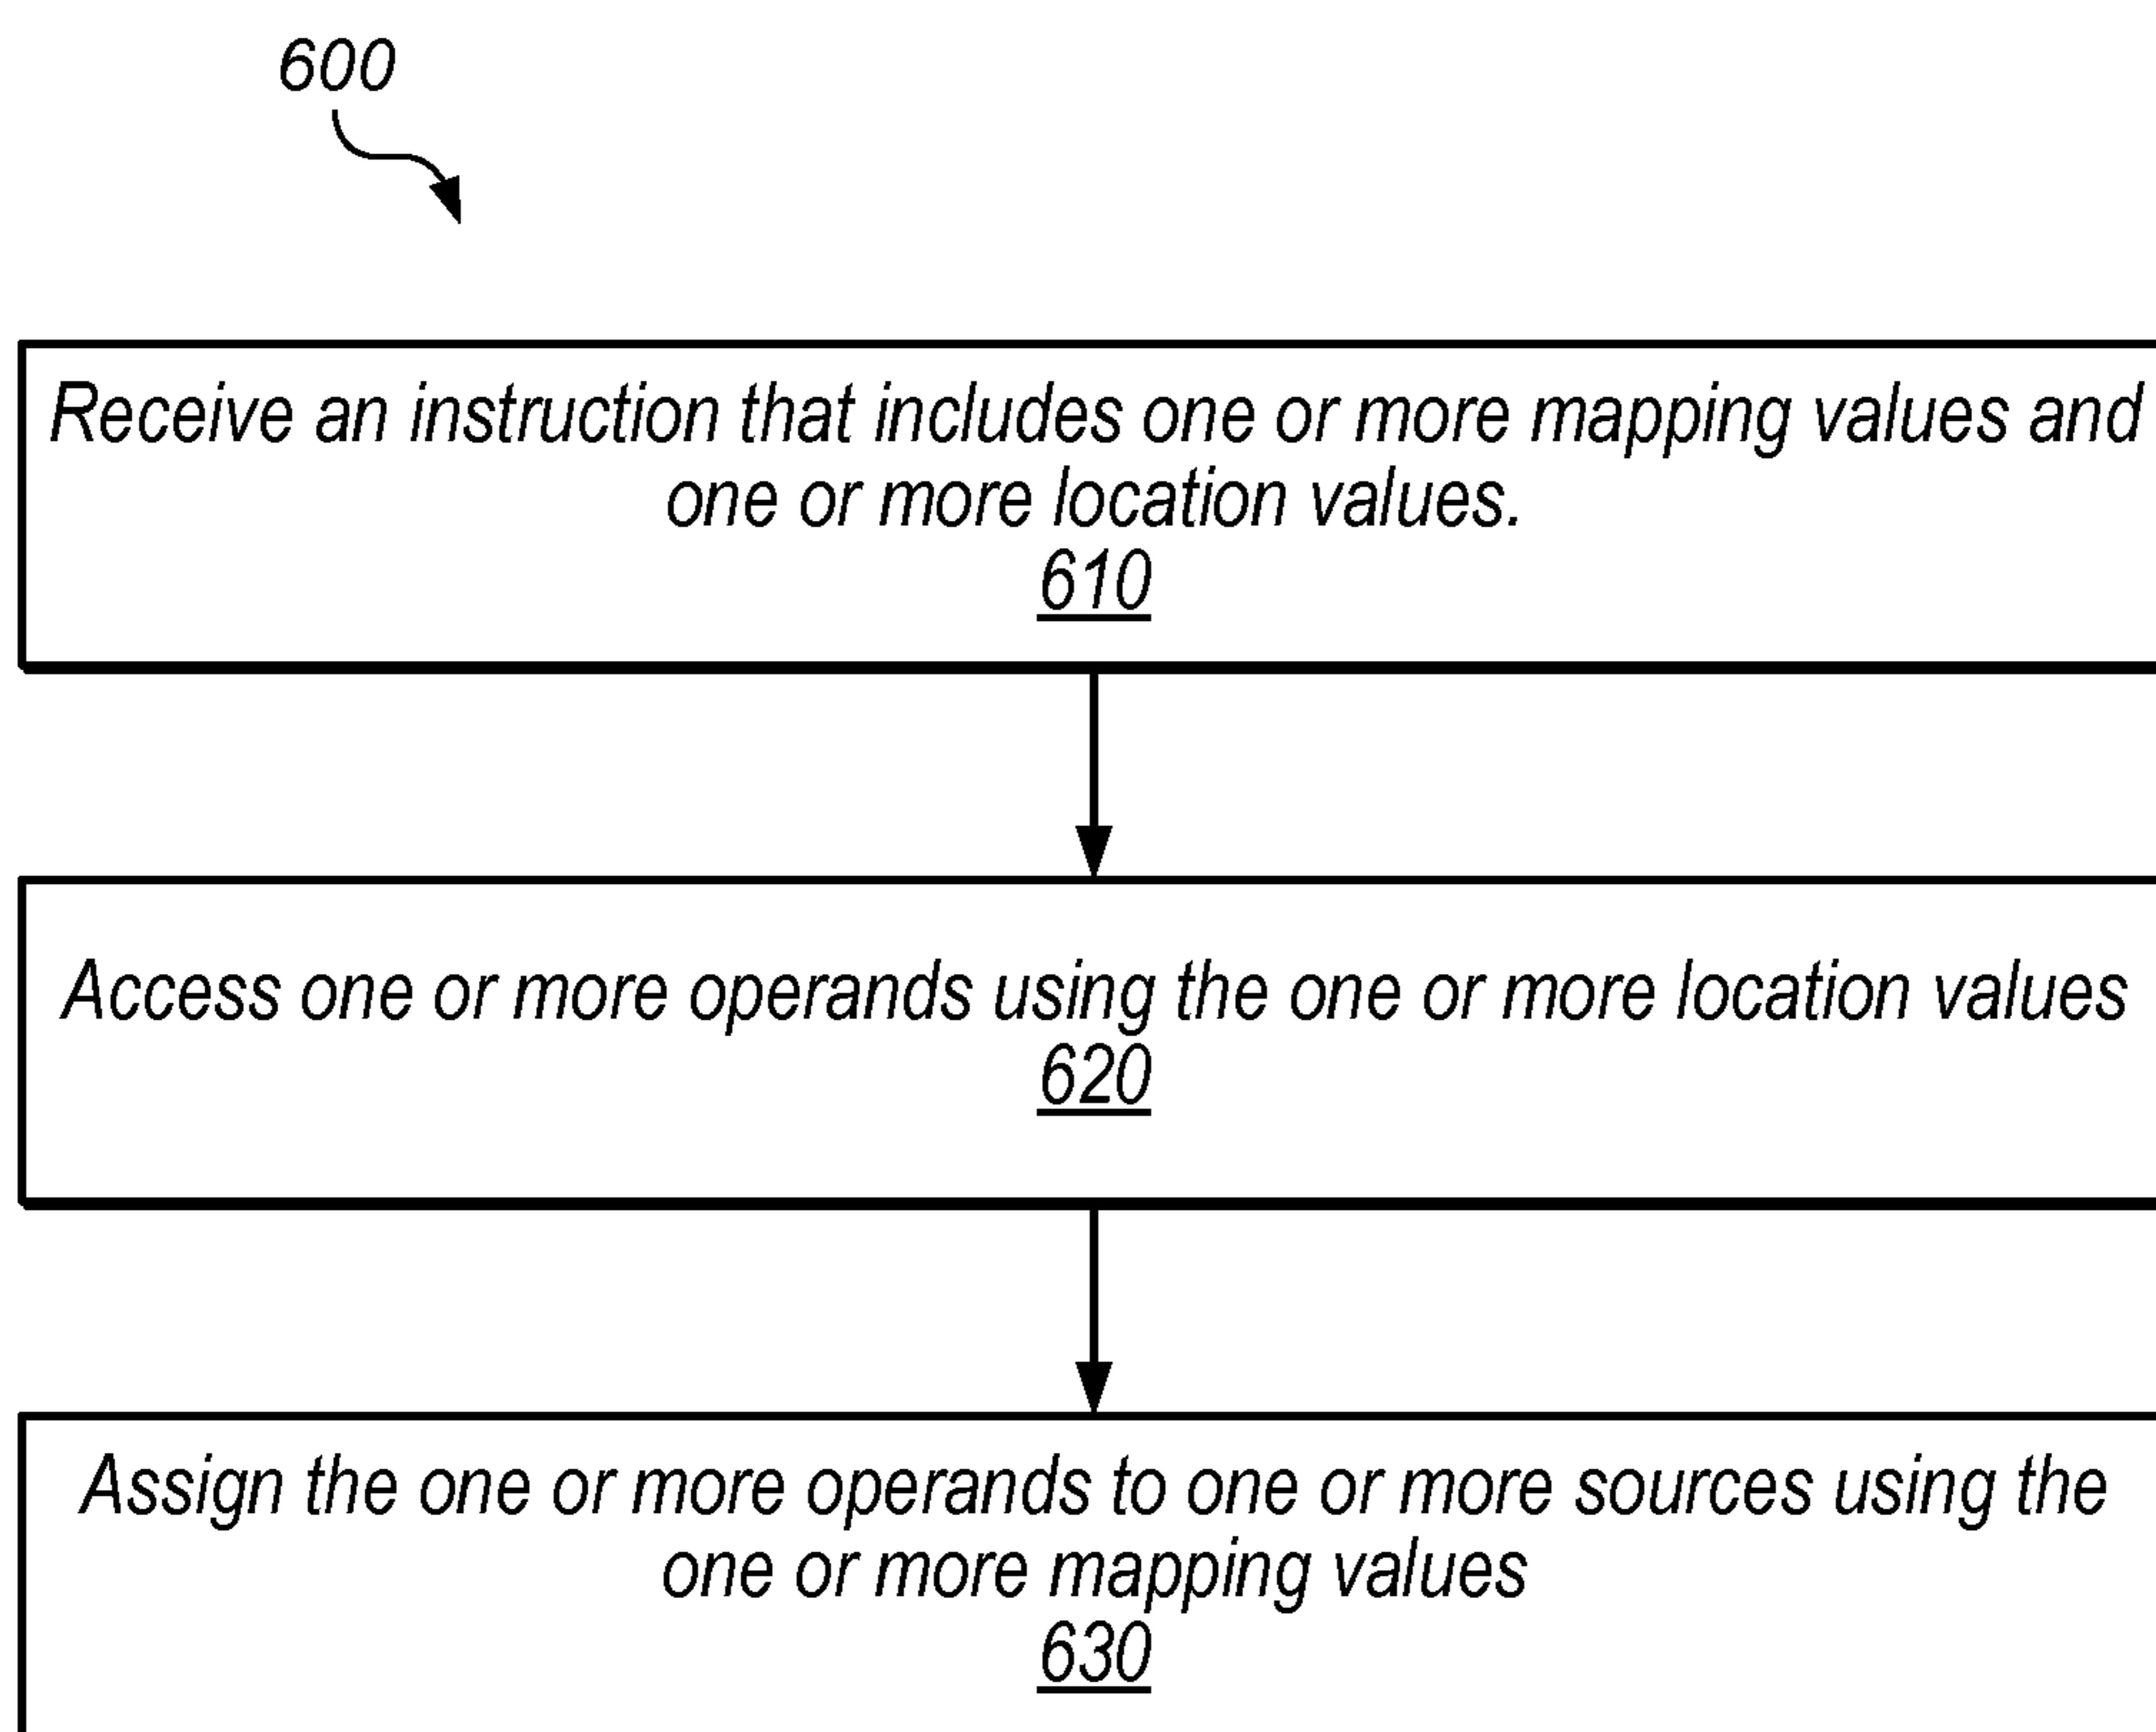 600
Receive an instruction that includes one or more mapping values and
one or more location values.
610
Access one or more operands using the one or more location values
620
Assign the one or more operands to one or more sources using the
one or more mapping values
630